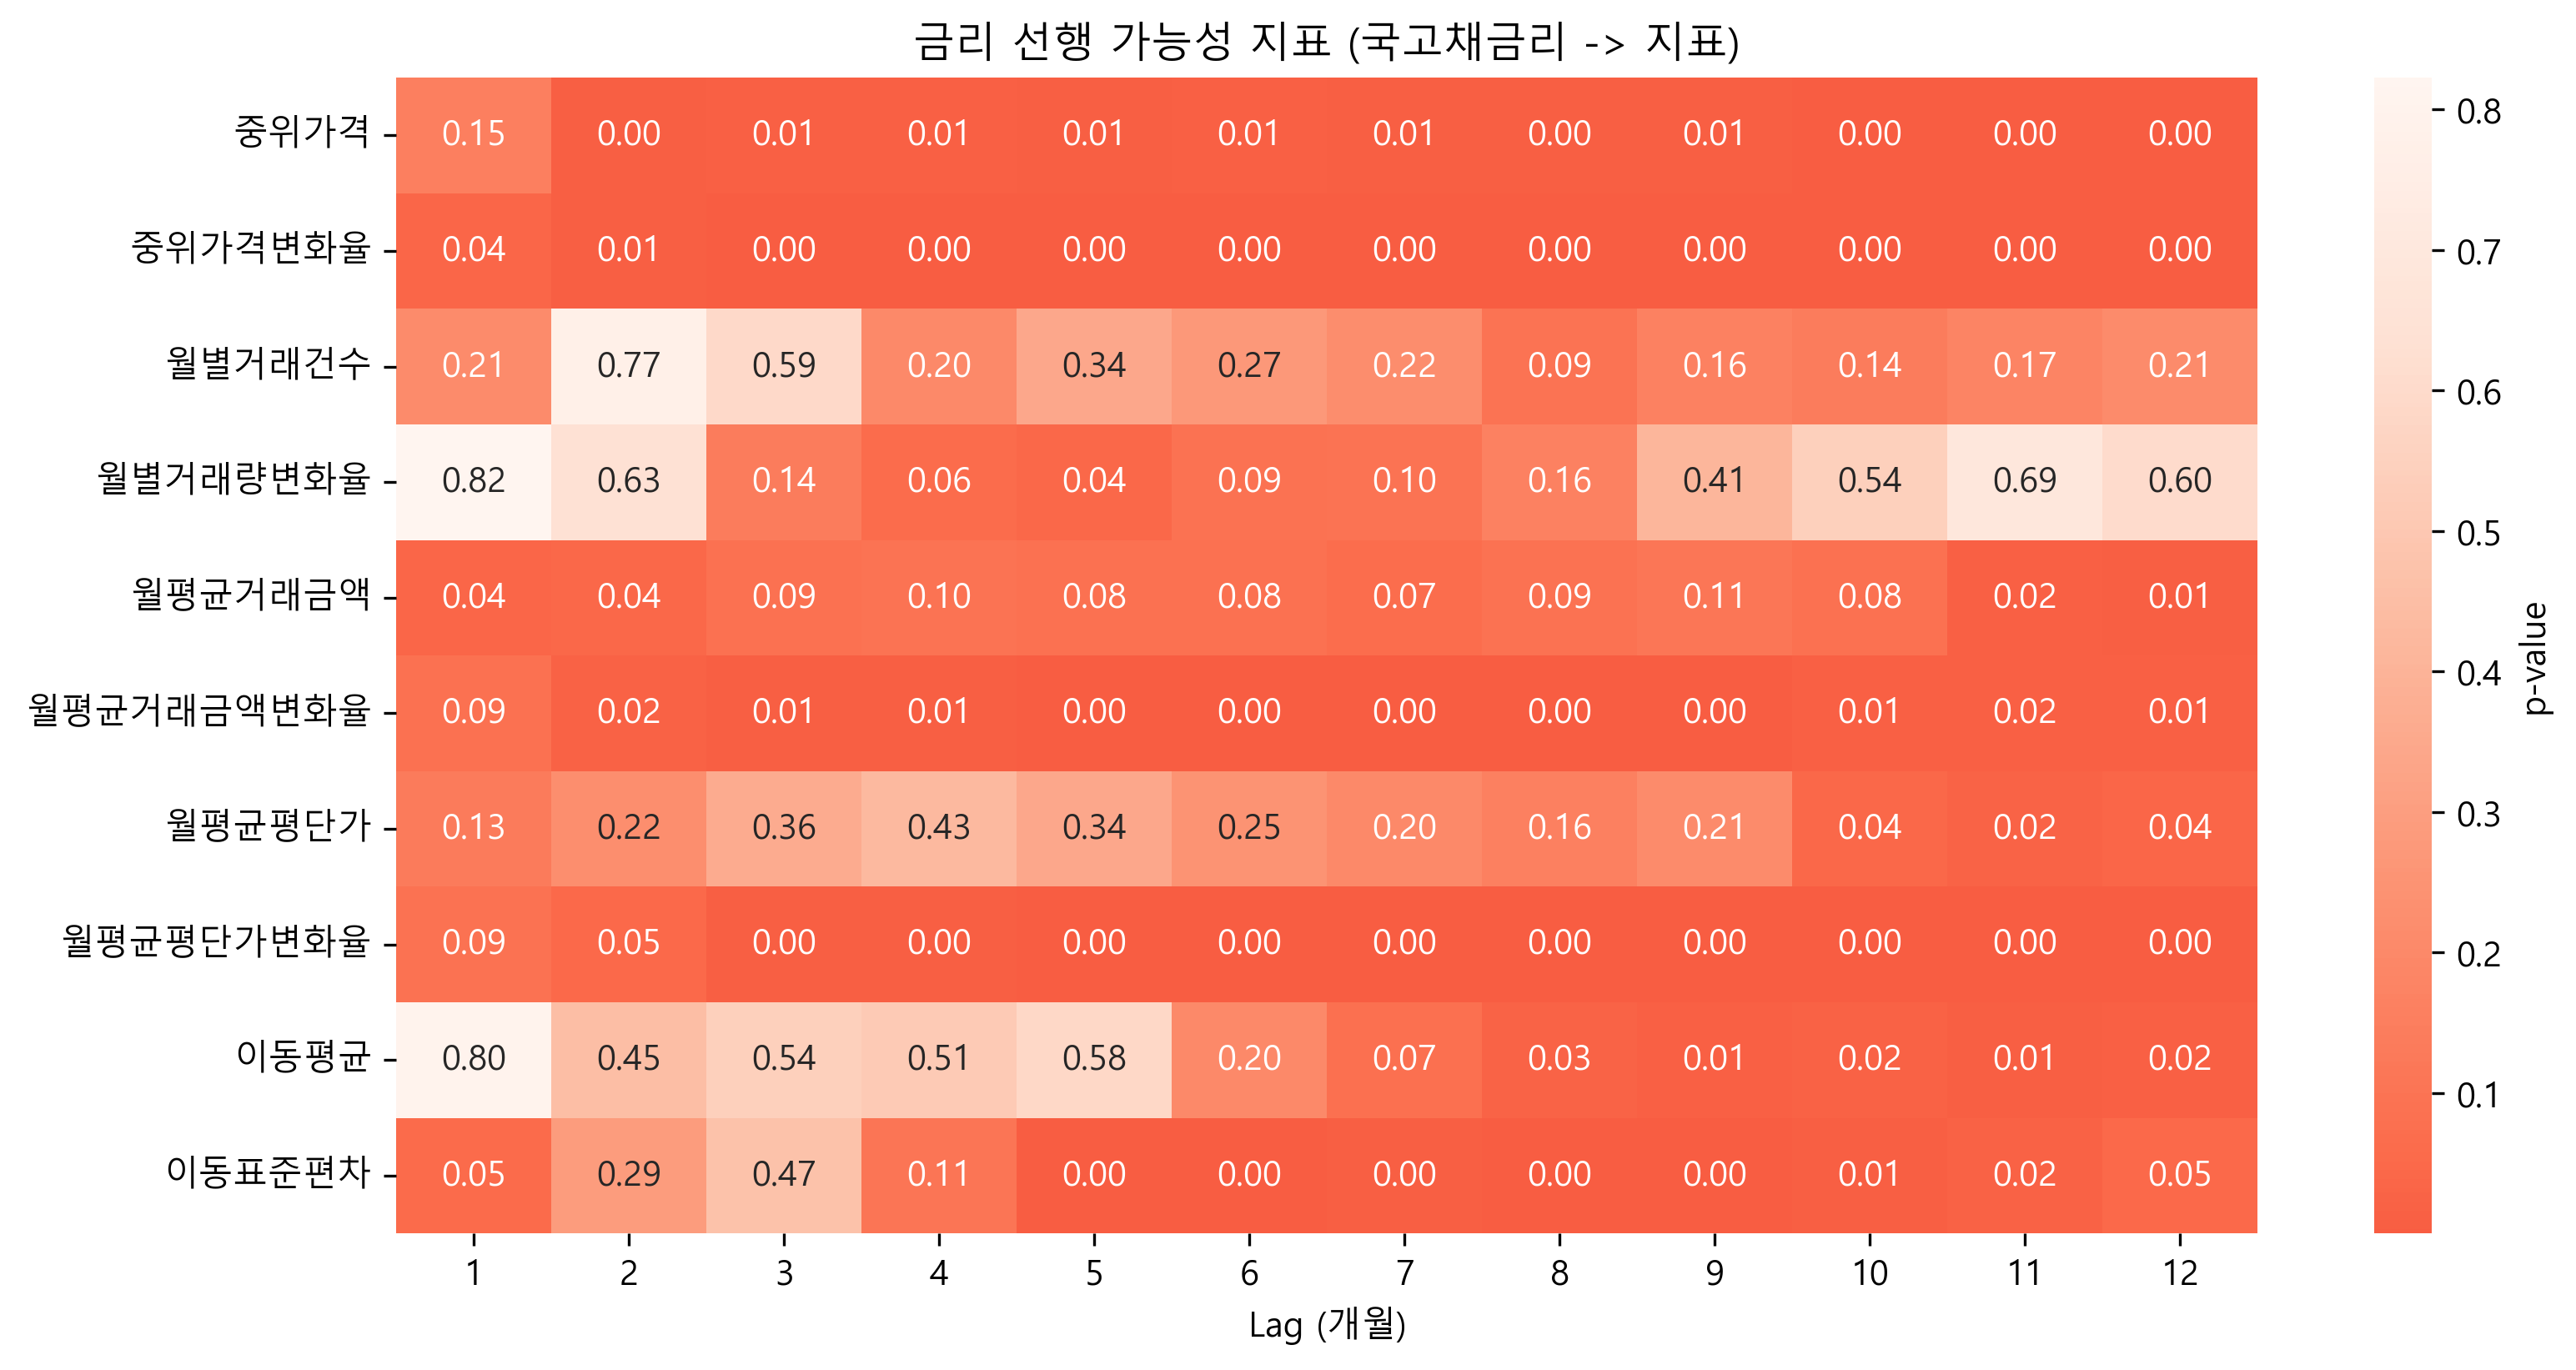 금리 선행 가능성 지표 (국고채금리 -> 지표)
중위가격 0.15 0.00 0.01 0.01 0.01 0.01 0.01 0.00 0.01 0.00 0.00 0.00
중위가격변화율 0.04 0.01 0.00 0.00 0.00 0.00 0.00 0.00 0.00 0.00 0.00 0.00
월별거래건수 0.21 0.77 0.59 0.20 0.34 0.27 0.22 0.09 0.16 0.14 0.17 0.21
월별거래량변화율 0.82 0.63 0.14 0.06 0.04 0.09 0.10 0.16 0.41 0.54 0.69 0.60
월평균거래금액 0.04 0.04 0.09 0.10 0.08 0.08 0.07 0.09 0.11 0.08 0.02 0.01
월평균거래금액변화율 0.09 0.02 0.01 0.01 0.00 0.00 0.00 0.00 0.00 0.01 0.02 0.01
월평균평단가 0.13 0.22 0.36 0.43 0.34 0.25 0.20 0.16 0.21 0.04 0.02 0.04
월평균평단가변화율 0.09 0.05 0.00 0.00 0.00 0.00 0.00 0.00 0.00 0.00 0.00 0.00
이동평균 0.80 0.45 0.54 0.51 0.58 0.20 0.07 0.03 0.01 0.02 0.01 0.02
이동표준편차 0.05 0.29 0.47 0.11 0.00 0.00 0.00 0.00 0.00 0.01 0.02 0.05
1 2 3 4 5 6 7 8 9 10 11 12
Lag (개월)
0.8
0.7
0.6
0.5
0.4
0.3
0.2
0.1
p-value